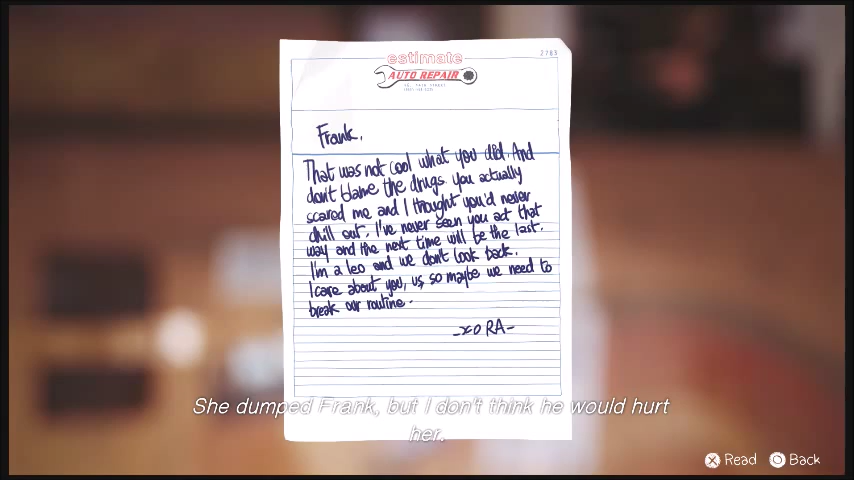 estimate
2783
AUTO REPAIR
Frank.
That was not cool what you did. And
don't blame the drugs. You actually
scared me and I thought you'd never
chill out. I've never seen you act that
way and the next time will be the last.
I'm a leo and we don't look back.
I care about you, us, so maybe we need to
break our routine.
-xo RA-
She dumped Frank, but I don't think he would hurt
her.
Read
Back